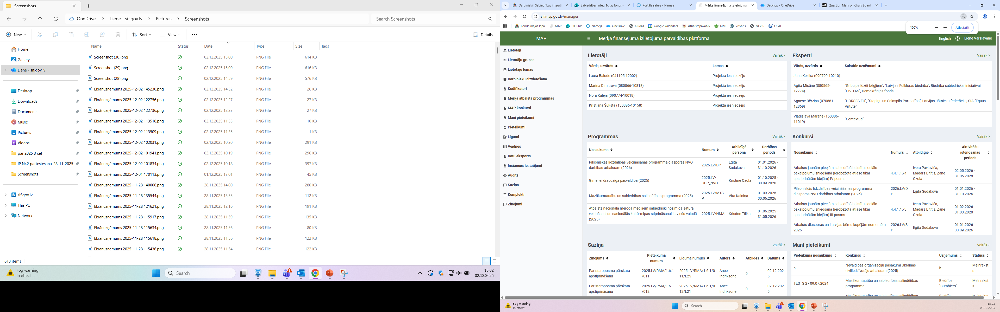 Screenshots
OneDrive > Liene - sif.gov.lv > Pictures > Screenshots
Search Screenshots
New
Sort
View
Details
Home
Gallery
Liene - sif.gov.lv
Desktop
Downloads
Documents
Music
Pictures
Videos
par 2025 3 cet
IP Nr.2 partestesana-28-11-2025
Screenshots
sif.gov.lv
This PC
Network
Name Status Date Type Size Tags
Screenshot (30).png 02.12.2025 15:00 PNG File 614 KB
Screenshot (29).png 02.12.2025 15:00 PNG File 616 KB
Screenshot (28).png 02.12.2025 14:59 PNG File 576 KB
Ekrānuzņēmums 2025-12-02 145230.png 02.12.2025 14:52 PNG File 26 KB
Ekrānuzņēmums 2025-12-02 122756.png 02.12.2025 12:27 PNG File 27 KB
Ekrānuzņēmums 2025-12-02 122736.png 02.12.2025 12:27 PNG File 27 KB
Ekrānuzņēmums 2025-12-02 113518.png 02.12.2025 11:35 PNG File 10 KB
Ekrānuzņēmums 2025-12-02 113509.png 02.12.2025 11:35 PNG File 1 KB
Ekrānuzņēmums 2025-12-02 102031.png 02.12.2025 10:20 PNG File 291 KB
Ekrānuzņēmums 2025-12-02 101941.png 02.12.2025 10:19 PNG File 296 KB
Ekrānuzņēmums 2025-12-02 101834.png 02.12.2025 10:18 PNG File 397 KB
Ekrānuzņēmums 2025-12-01 170113.png 01.12.2025 17:01 PNG File 45 KB
Ekrānuzņēmums 2025-11-28 140006.png 28.11.2025 14:00 PNG File 280 KB
Ekrānuzņēmums 2025-11-28 135544.png 28.11.2025 13:55 PNG File 112 KB
Ekrānuzņēmums 2025-11-28 121621.png 28.11.2025 12:16 PNG File 191 KB
Ekrānuzņēmums 2025-11-28 115917.png 28.11.2025 11:59 PNG File 135 KB
Ekrānuzņēmums 2025-11-28 115634.png 28.11.2025 11:56 PNG File 80 KB
Ekrānuzņēmums 2025-11-28 115618.png 28.11.2025 11:56 PNG File 122 KB
Ekrānuzņēmums 2025-11-28 115436.png 28.11.2025 11:54 PNG File 122 KB
618 items
Fog warning
In effect
Search
15:02
02.12.2025
Darbinieki | Sabiedrības integrā
Sabiedrības integrācijas fonds –
Portāla saturs - Namejs
Mērķa finansējuma izlietojuma
Desktop - OneDrive
Question Mark on Chalk Board
sif.map.gov.lv/manager
Fonda mājas lapa MAP SIF ShP Namejs OneDrive Kļūdas Google kalendārs Atbalstapakas.lv KIM Visvaris NEVIS OLAF
100%
Atiestatīt
MAP
Mērķa finansējuma izlietojuma pārvaldības platforma
English
Liene Vārslavāne
Lietotāji
Lietotāju grupas
Lietotāju lomas
Darbinieku aizvietošana
Kodifikatori
Mērķa atbalsta programmas
MAP konkursi
Mani pieteikumi
Pieteikumi
Līgumi
Veidnes
Datu eksports
Instances iestatījumi
Audits
Saziņa
Komplekti
Ziņojumi
Lietotāji
Vairāk >
Vārds, uzvārds Lomas
Laura Balode (041195-12002) Projekta iesniedzējs
Marina Dimitrova (080866-10818) Projekta iesniedzējs
Nora Kalēja (090774-10018) Projekta iesniedzējs
Kristiāna Šuksta (130896-10158) Projekta iesniedzējs
Eksperti
Vairāk >
Vārds, uzvārds Saistītie uzņēmumi
Jana Kezika (090790-10210)
Agita Misāne (080565- "Gribu palīdzēt bēgļiem", "Latvijas Folkloras biedrība", Biedrība sabiedriskai iniciatīvai
12774) "CIVITAS", Demokrātijas fonds
Agnese Bērziņa (070881- "HORSES.EU", "Stopiņu un Salaspils Partnerība", Latvijas Jātnieku federācija, SIA "Equus
12869) Virtute"
Vladislava Marāne (150886- "ContextEd"
11019)
Programmas
Vairāk >
Nosaukums Numurs Atbildīgā persona Darbības periods
Pilsoniskās līdzdalības veicināšanas programma diasporas NVO
darbības atbalstam (2026)
2026.LV/DP
Egita
Sudakova
01.01.2026 -
31.10.2026
Ģimenei draudzīga pašvaldība (2025)
2025.LV/
ĢDP_NVO
Kristīne Ozola
01.10.2025 -
30.09.2026
Mazākumtautību un sabiedrības saliedētības programma (2025)
2025.LV/MTS
P
Vita Kalniņa
01.09.2025 -
30.06.2026
Atbalsts nacionāla mēroga medijiem sabiedriski nozīmīga satura
veidošanai un nacionālās kultūrtelpas stiprināšanai latviešu valodā
(2025)
2025.LV/NMA
Kristīne Tīlika
01.06.2025 -
31.05.2026
Konkursi
Vairāk >
Nosaukums Numurs Atbildīgie Aktivitāšu īstenošanas periods
Atbalsts jaunām pieejām sabiedrībā balstītu sociālo
pakalpojumu sniegšanā (ierobežota atlase tikai
apstiprinātām idejām) IV posms
4.4.1.1./4
Iveta Pavloviča,
Madars Bitītis, Zane
Ozola
02.05.2026 -
31.05.2028
Pilsoniskās līdzdalības veicināšanas programma
diasporas NVO darbības atbalstam (2026)
2026.LV/D
P
Egita Sudakova
01.01.2026 -
31.10.2026
Atbalsts jaunām pieejām sabiedrībā balstītu sociālo
pakalpojumu sniegšanā (ierobežota atlase tikai
apstiprinātām idejām) III posms
4.4.1.1./3
Iveta Pavloviča,
Madars Bitītis, Zane
Ozola
01.02.2026 -
31.03.2028
Atbalsts diasporas un Latvijas bērnu kopējām nometnēm
2026
2026.LV/S
P
Egita Sudakova
01.01.2026 -
30.09.2026
Saziņa
Vairāk >
Ziņojums Pieteikuma numurs Līguma numurs Autors Atbildes Datums
Par starpposma pārskata
apstiprināšanu
2025.LV/RMA/1.6.1
/011
2025.LV/RMA/1.6.1/0
11/L25
Ance
Indriksone
0
02.12.202
5
Par starpposma pārskata
apstiprināšanu
2025.LV/RMA/1.6.1
/012
2025.LV/RMA/1.6.1/0
12/L21
Ance
Indriksone
0
02.12.202
5
Mani pieteikumi
Vairāk >
Pieteikuma nosaukums Konkurss Uzņēmums Statuss
h
Nevaldības organizāciju pasākumi Ukrainas
civiliedzīvotāju atbalstam (2025)
h
Melnrakst
s
TESTS 2 - 09.07.2024
Mazākumtautību un sabiedrības saliedētības
programma
Biedrība
"Bumbiers"
Melnrakst
s
Fog warning
In effect
Search
15:02
02.12.2025